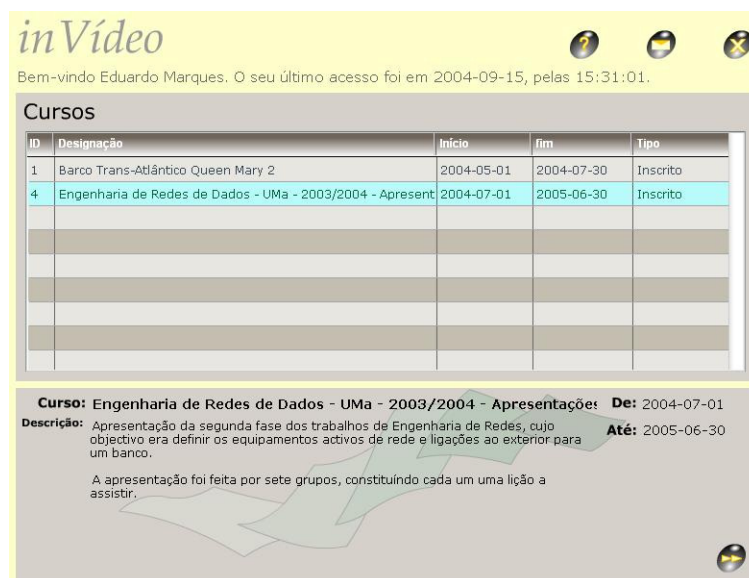 inVídeo
Bem-vindo Eduardo Marques. O seu último acesso foi em 2004-09-15, pelas 15:31:01.
Cursos
ID Designação Início fim Tipo
1 Barco Trans-Atlântico Queen Mary 2 2004-05-01 2004-07-30 Inscrito
4 Engenharia de Redes de Dados - UMa - 2003/2004 - Apresent 2004-07-01 2005-06-30 Inscrito
Curso: Engenharia de Redes de Dados - UMa - 2003/2004 - Apresentações De: 2004-07-01
Descrição: Apresentação da segunda fase dos trabalhos de Engenharia de Redes, cujo
objectivo era definir os equipamentos activos de rede e ligações ao exterior para
um banco.
Até: 2005-06-30
A apresentação foi feita por sete grupos, constituíndo cada um uma lição a
assistir.